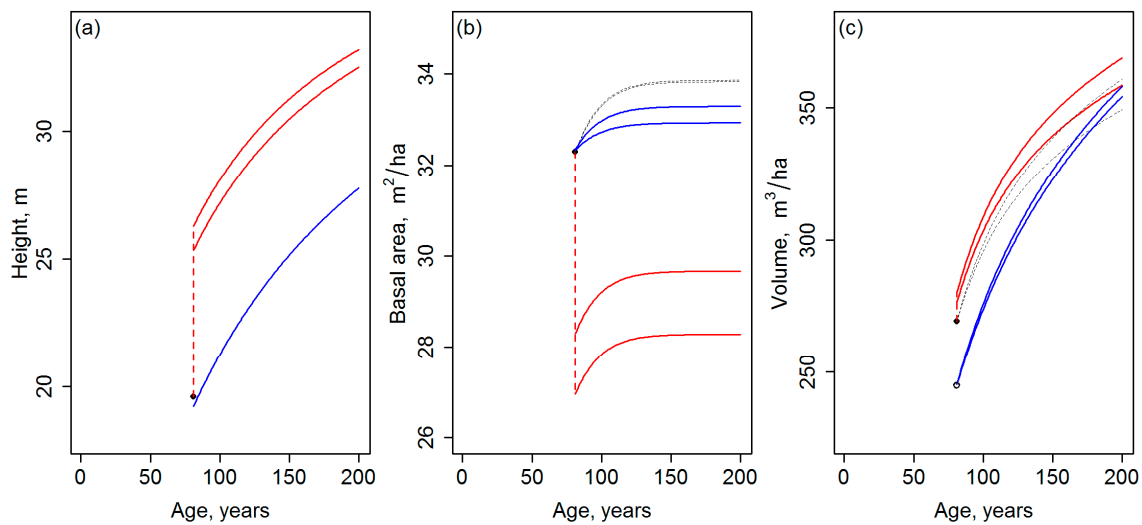 (a)
Height, m
20
25
30
0
50
100
150
200
Age, years
(b)
Basal area, m²/ha
26
28
30
32
34
0
50
100
150
200
Age, years
(c)
Volume, m³/ha
250
300
350
0
50
100
150
200
Age, years